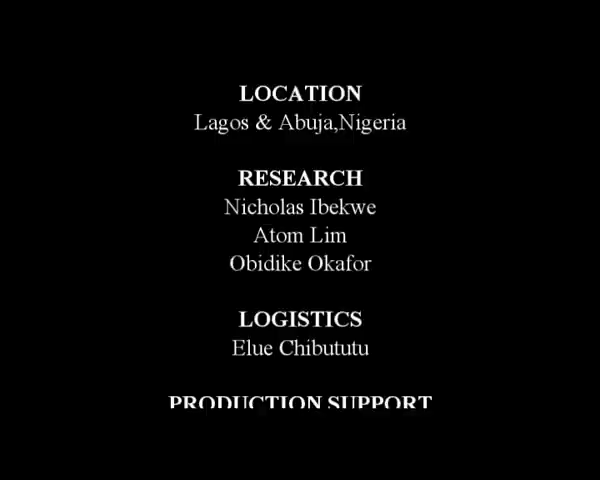 LOCATION
Lagos & Abuja,Nigeria
RESEARCH
Nicholas Ibekwe
Atom Lim
Obidike Okafor
LOGISTICS
Elue Chibututu
PRODUCTION SUPPORT